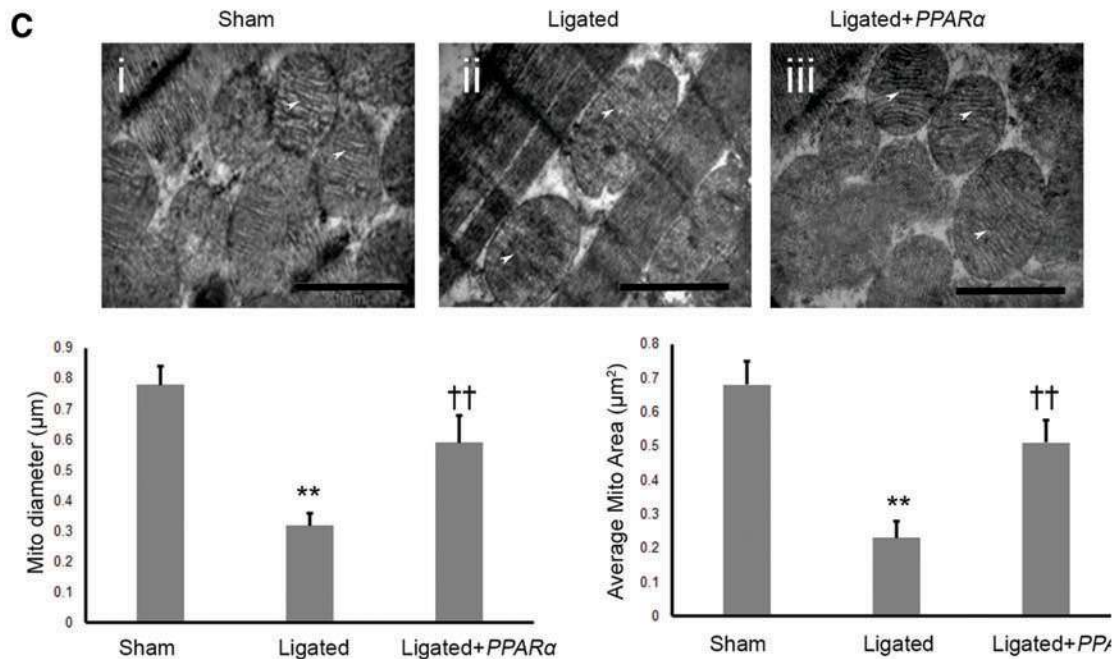 C
Sham
Ligated
Ligated+PPARα
i
ii
iii
0.9
0.8
0.7
0.6
0.5
0.4
0.3
0.2
0.1
0
Mito diameter (µm)
**
††
Sham
Ligated
Ligated+PPARα
0.8
0.7
0.6
0.5
0.4
0.3
0.2
0.1
0
Average Mito Area (µm²)
**
††
Sham
Ligated
Ligated+PPA